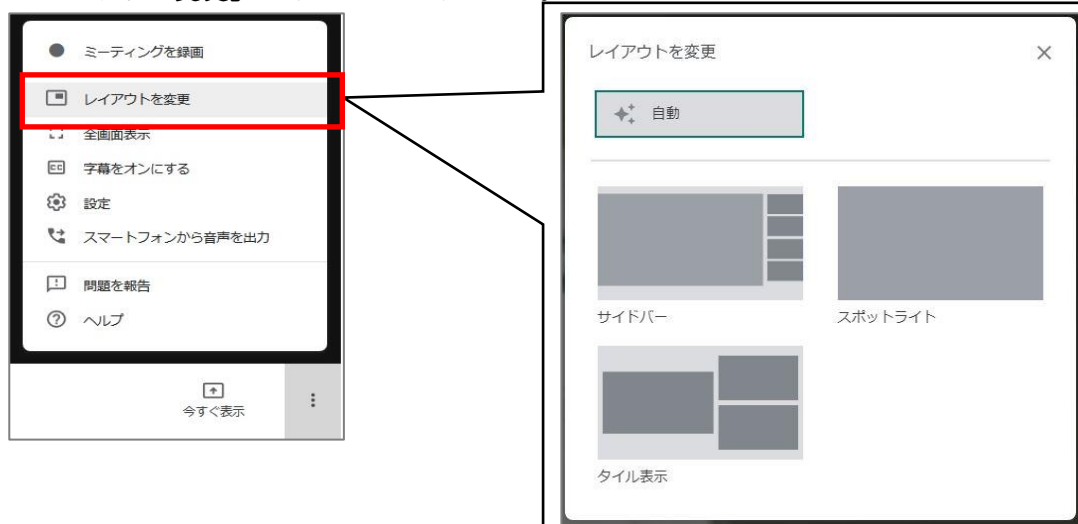 ミーティングを録画
レイアウトを変更
全画面表示
字幕をオンにする
設定
スマートフォンから音声を出力
問題を報告
ヘルプ
今すぐ表示
レイアウトを変更
自動
サイドバー
スポットライト
タイル表示